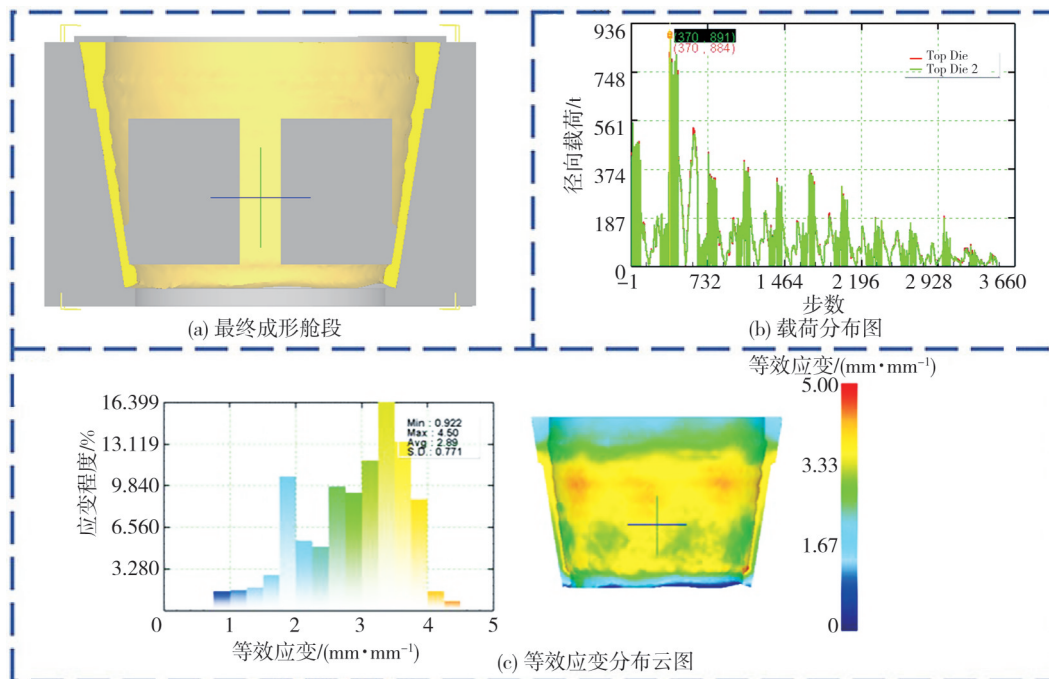 936
748
561
374
187
0
径向载荷/t
(370 , 891)
(370 , 884)
Top Die
Top Die 2
-1
732
1 464
2 196
2 928
3 660
步数
(a) 最终成形舱段
(b) 载荷分布图
16.399
13.119
9.840
6.560
3.280
应变程度/%
Min : 0.922
Max : 4.50
Avg : 2.89
S.D. : 0.771
0
1
2
3
4
5
等效应变/(mm·mm⁻¹)
等效应变/(mm·mm⁻¹)
5.00
3.33
1.67
0
(c) 等效应变分布云图